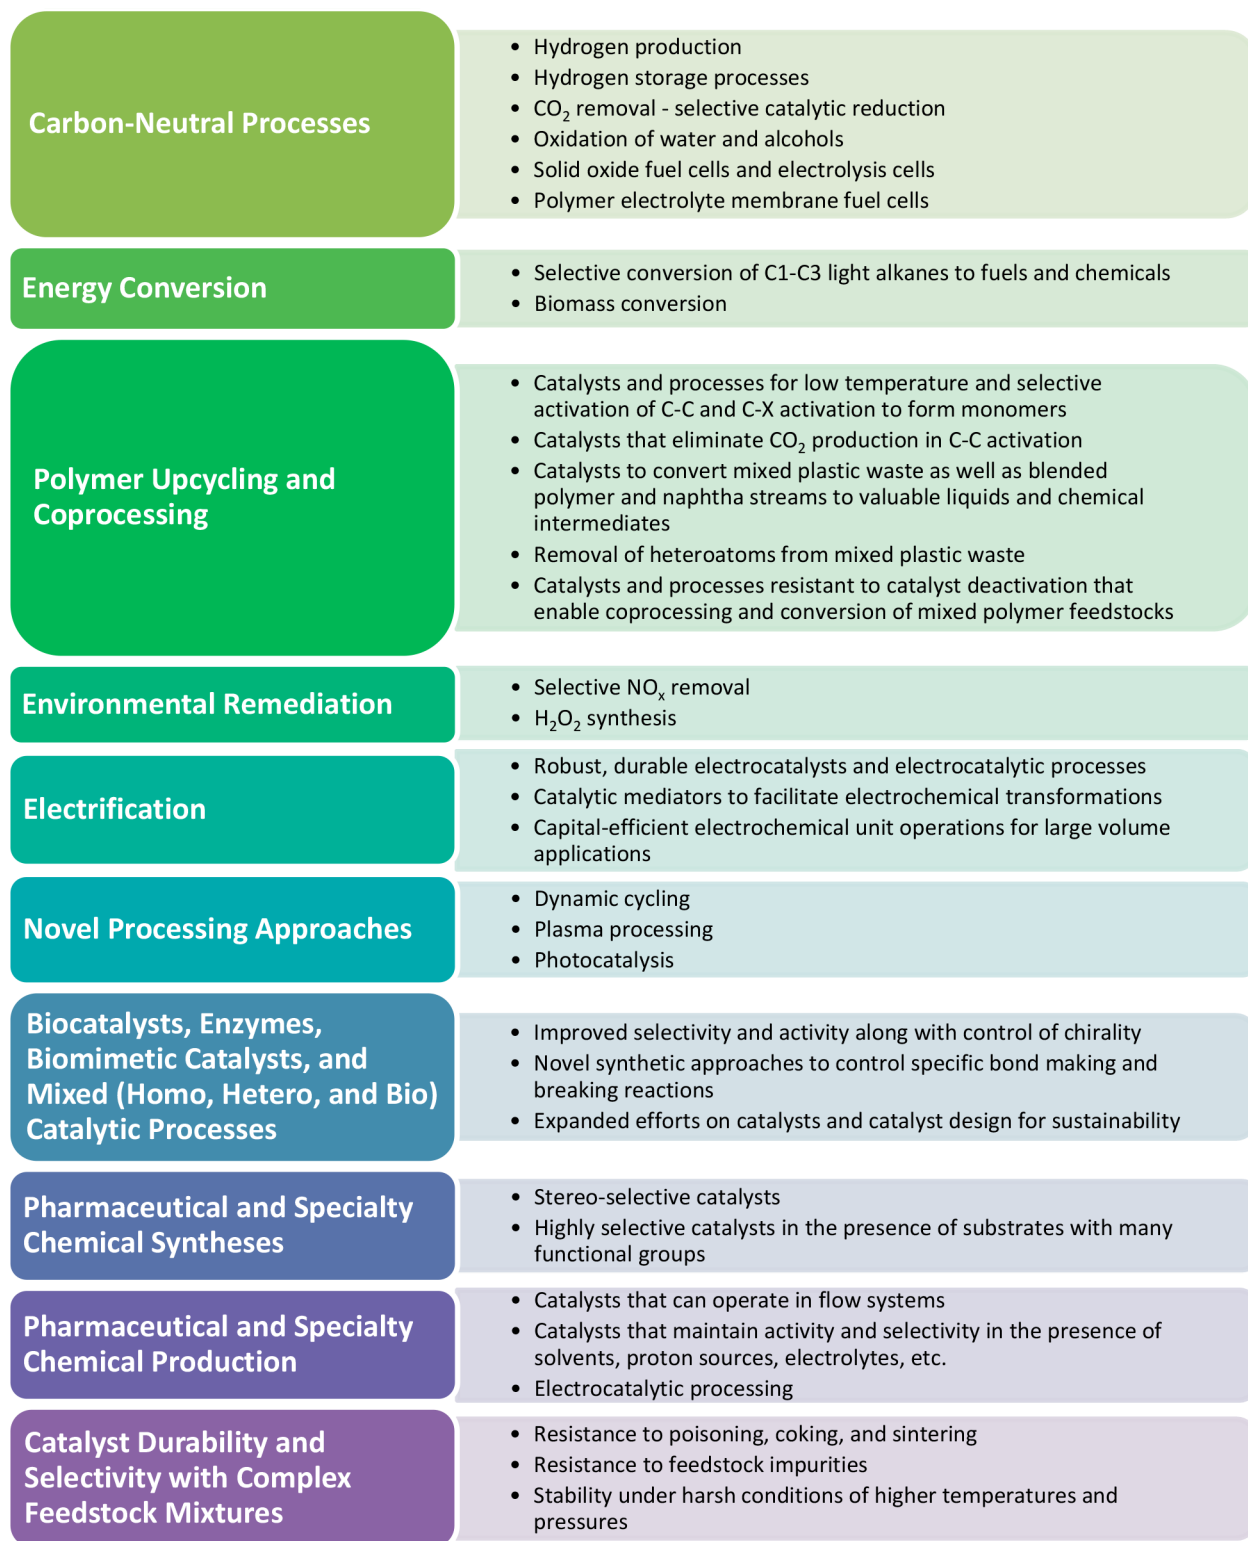 Carbon-Neutral Processes
• Hydrogen production
• Hydrogen storage processes
• CO₂ removal - selective catalytic reduction
• Oxidation of water and alcohols
• Solid oxide fuel cells and electrolysis cells
• Polymer electrolyte membrane fuel cells
Energy Conversion
• Selective conversion of C1-C3 light alkanes to fuels and chemicals
• Biomass conversion
Polymer Upcycling and
Coprocessing
• Catalysts and processes for low temperature and selective
activation of C-C and C-X activation to form monomers
• Catalysts that eliminate CO₂ production in C-C activation
• Catalysts to convert mixed plastic waste as well as blended
polymer and naphtha streams to valuable liquids and chemical
intermediates
• Removal of heteroatoms from mixed plastic waste
• Catalysts and processes resistant to catalyst deactivation that
enable coprocessing and conversion of mixed polymer feedstocks
Environmental Remediation
• Selective NOₓ removal
• H₂O₂ synthesis
Electrification
• Robust, durable electrocatalysts and electrocatalytic processes
• Catalytic mediators to facilitate electrochemical transformations
• Capital-efficient electrochemical unit operations for large volume
applications
Novel Processing Approaches
• Dynamic cycling
• Plasma processing
• Photocatalysis
Biocatalysts, Enzymes,
Biomimetic Catalysts, and
Mixed (Homo, Hetero, and Bio)
Catalytic Processes
• Improved selectivity and activity along with control of chirality
• Novel synthetic approaches to control specific bond making and
breaking reactions
• Expanded efforts on catalysts and catalyst design for sustainability
Pharmaceutical and Specialty
Chemical Syntheses
• Stereo-selective catalysts
• Highly selective catalysts in the presence of substrates with many
functional groups
Pharmaceutical and Specialty
Chemical Production
• Catalysts that can operate in flow systems
• Catalysts that maintain activity and selectivity in the presence of
solvents, proton sources, electrolytes, etc.
• Electrocatalytic processing
Catalyst Durability and
Selectivity with Complex
Feedstock Mixtures
• Resistance to poisoning, coking, and sintering
• Resistance to feedstock impurities
• Stability under harsh conditions of higher temperatures and
pressures